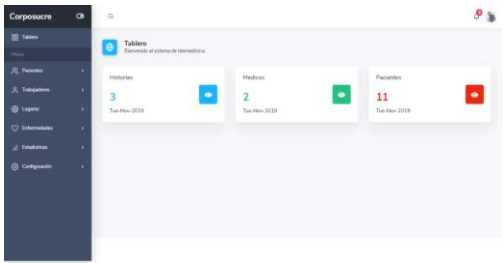 Corposucre
Tablero
Menu
Pacientes
Trabajadores
Lugares
Enfermedades
Estadisticas
Configuración
Tablero
Bienvenido al sistema de telemedicina
Historias
3
Tue-Nov-2019
Medicos
2
Tue-Nov-2019
Pacientes
11
Tue-Nov-2019